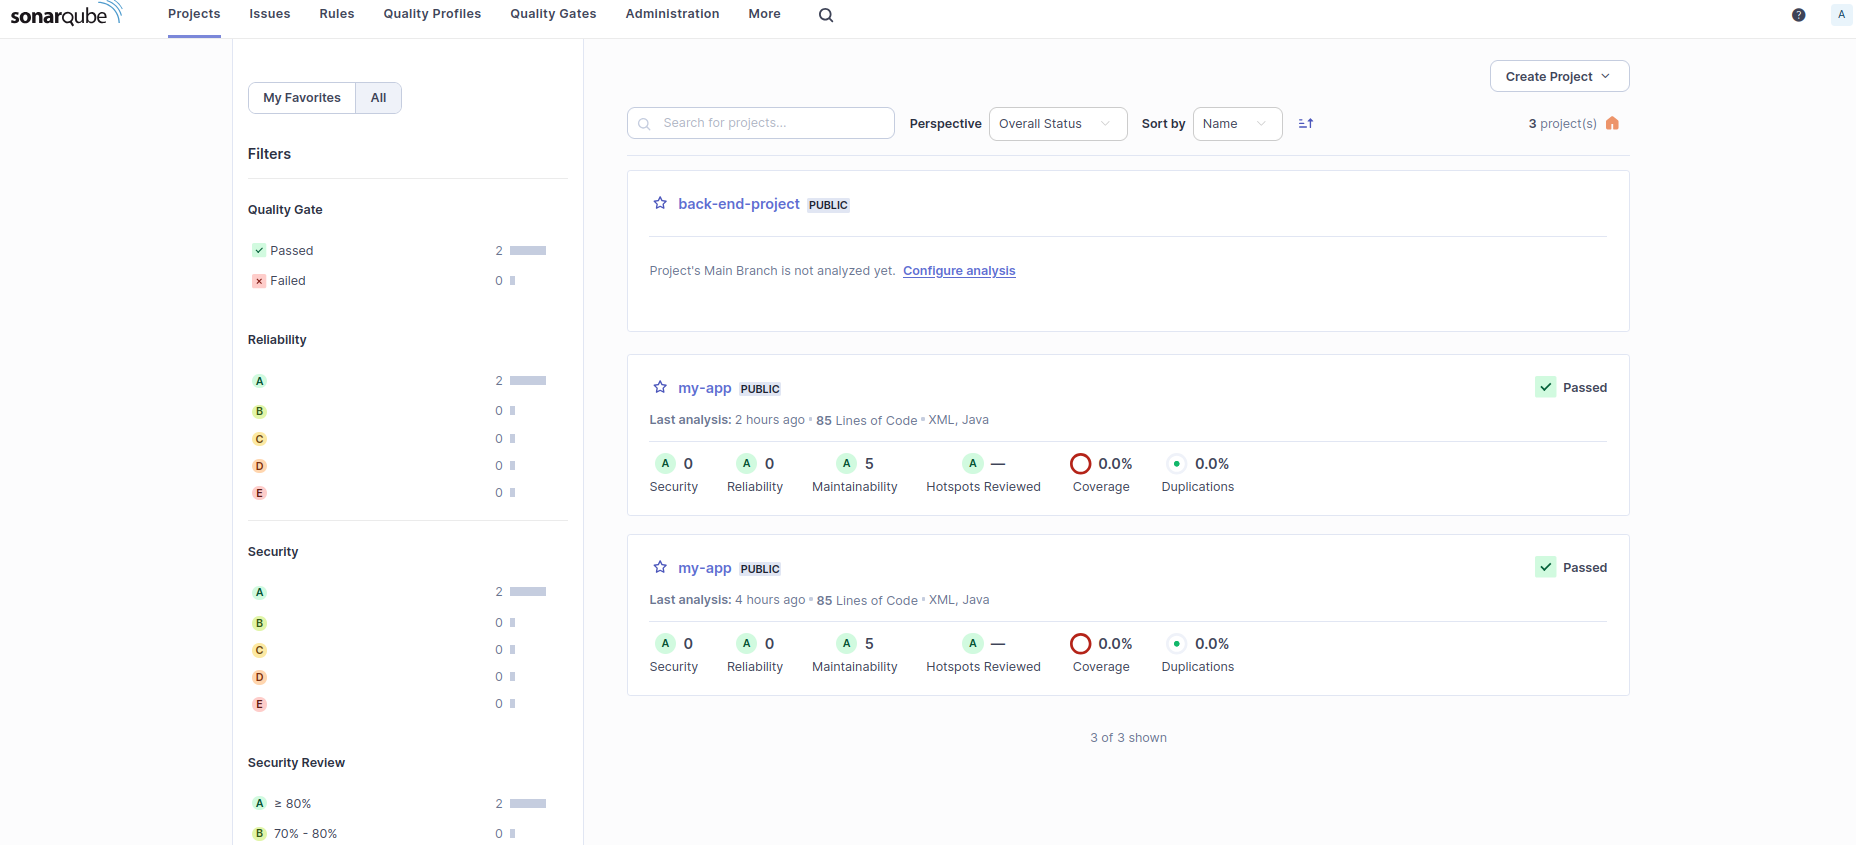 sonarqube Projects Issues Rules Quality Profiles Quality Gates Administration More ? A
My Favorites All
Filters
Quality Gate
Passed 2
Failed 0
Reliability
A 2
B 0
C 0
D 0
E 0
Security
A 2
B 0
C 0
D 0
E 0
Security Review
A ≥ 80% 2
B 70% - 80% 0
Create Project
Search for projects... Perspective Overall Status Sort by Name 3 project(s)
back-end-project PUBLIC
Project's Main Branch is not analyzed yet. Configure analysis
my-app PUBLIC Passed
Last analysis: 2 hours ago 85 Lines of Code XML, Java
A 0 A 0 A 5 A — 0.0% 0.0%
Security Reliability Maintainability Hotspots Reviewed Coverage Duplications
my-app PUBLIC Passed
Last analysis: 4 hours ago 85 Lines of Code XML, Java
A 0 A 0 A 5 A — 0.0% 0.0%
Security Reliability Maintainability Hotspots Reviewed Coverage Duplications
3 of 3 shown